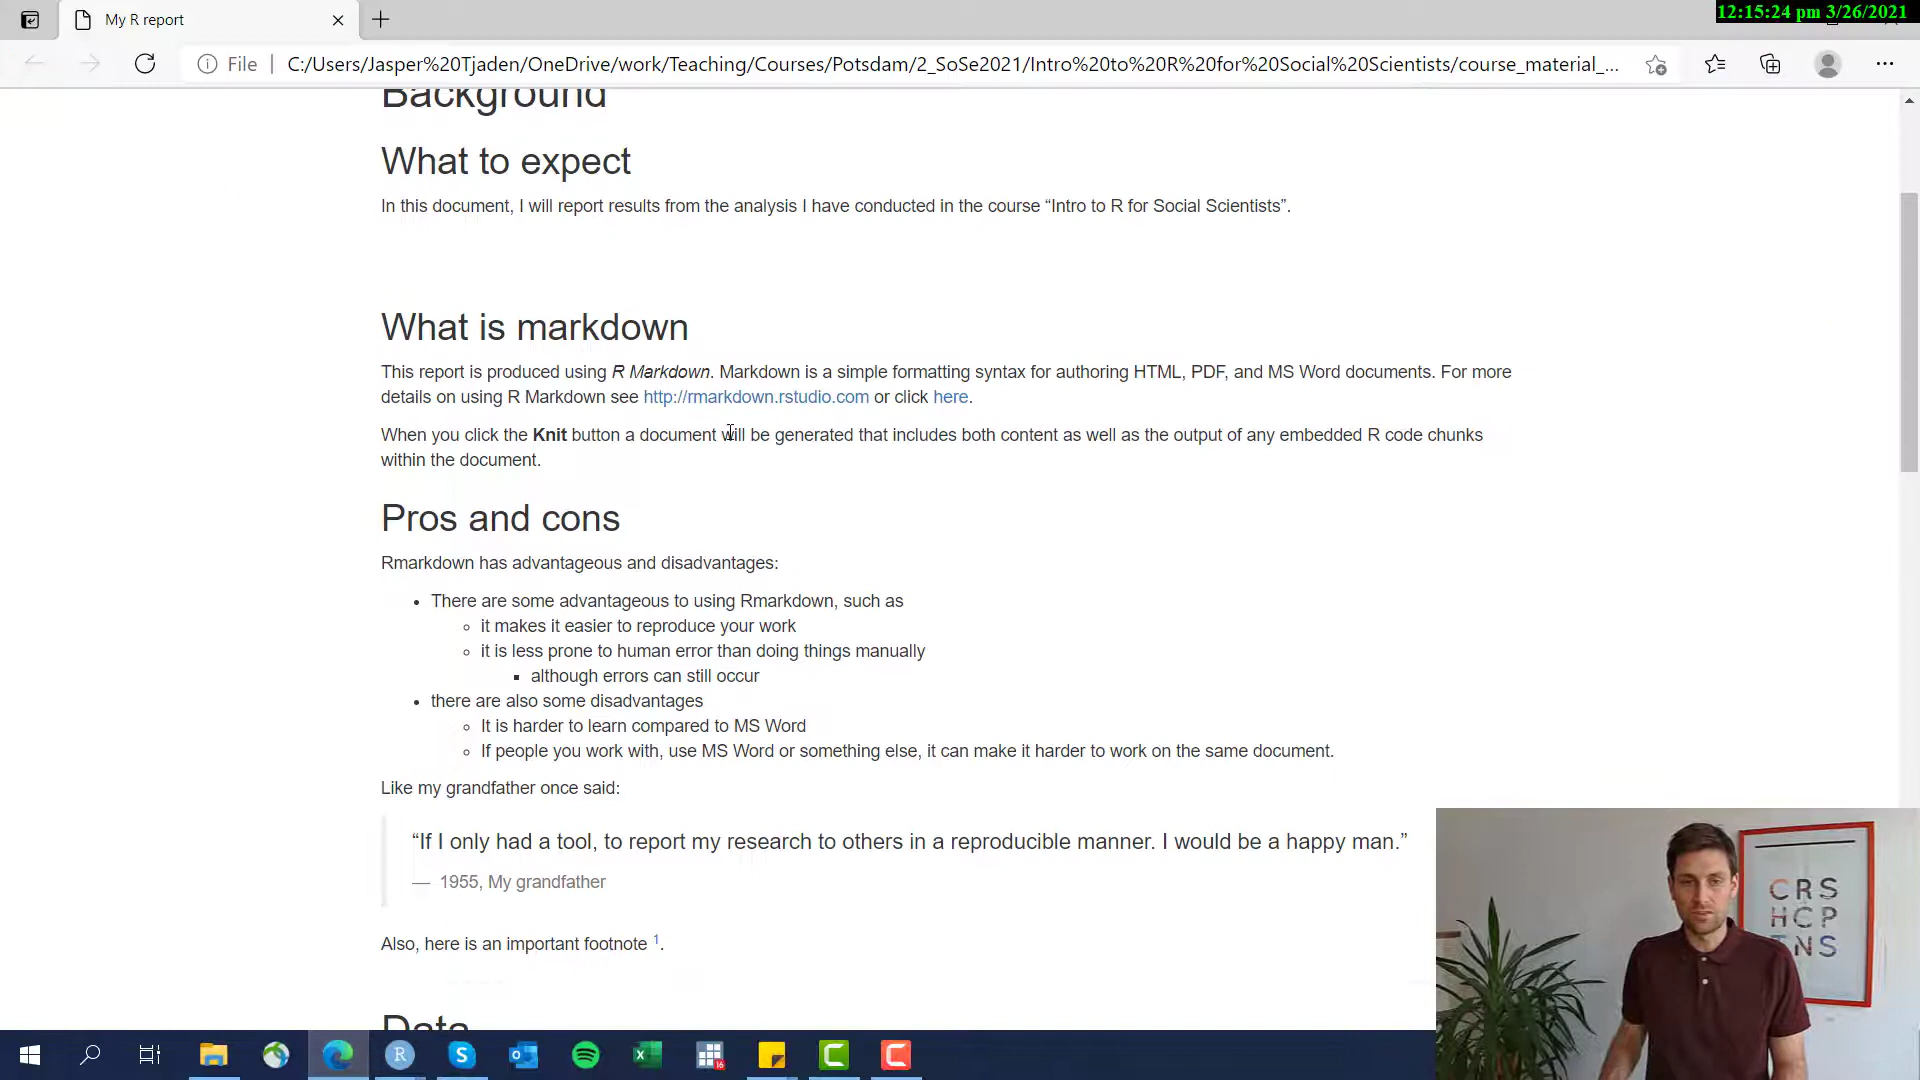 My R report
12:15:24 pm 3/26/2021
File
C:/Users/Jasper%20Tjaden/OneDrive/work/Teaching/Courses/Potsdam/2_SoSe2021/Intro%20to%20R%20for%20Social%20Scientists/course_material_...
Background
What to expect
In this document, I will report results from the analysis I have conducted in the course “Intro to R for Social Scientists”.
What is markdown
This report is produced using R Markdown. Markdown is a simple formatting syntax for authoring HTML, PDF, and MS Word documents. For more
details on using R Markdown see http://rmarkdown.rstudio.com or click here.
When you click the Knit button a document will be generated that includes both content as well as the output of any embedded R code chunks
within the document.
Pros and cons
Rmarkdown has advantageous and disadvantages:
There are some advantageous to using Rmarkdown, such as
it makes it easier to reproduce your work
it is less prone to human error than doing things manually
although errors can still occur
there are also some disadvantages
It is harder to learn compared to MS Word
If people you work with, use MS Word or something else, it can make it harder to work on the same document.
Like my grandfather once said:
“If I only had a tool, to report my research to others in a reproducible manner. I would be a happy man.”
— 1955, My grandfather
Also, here is an important footnote 1.
Data
CRS
HCP
TNS